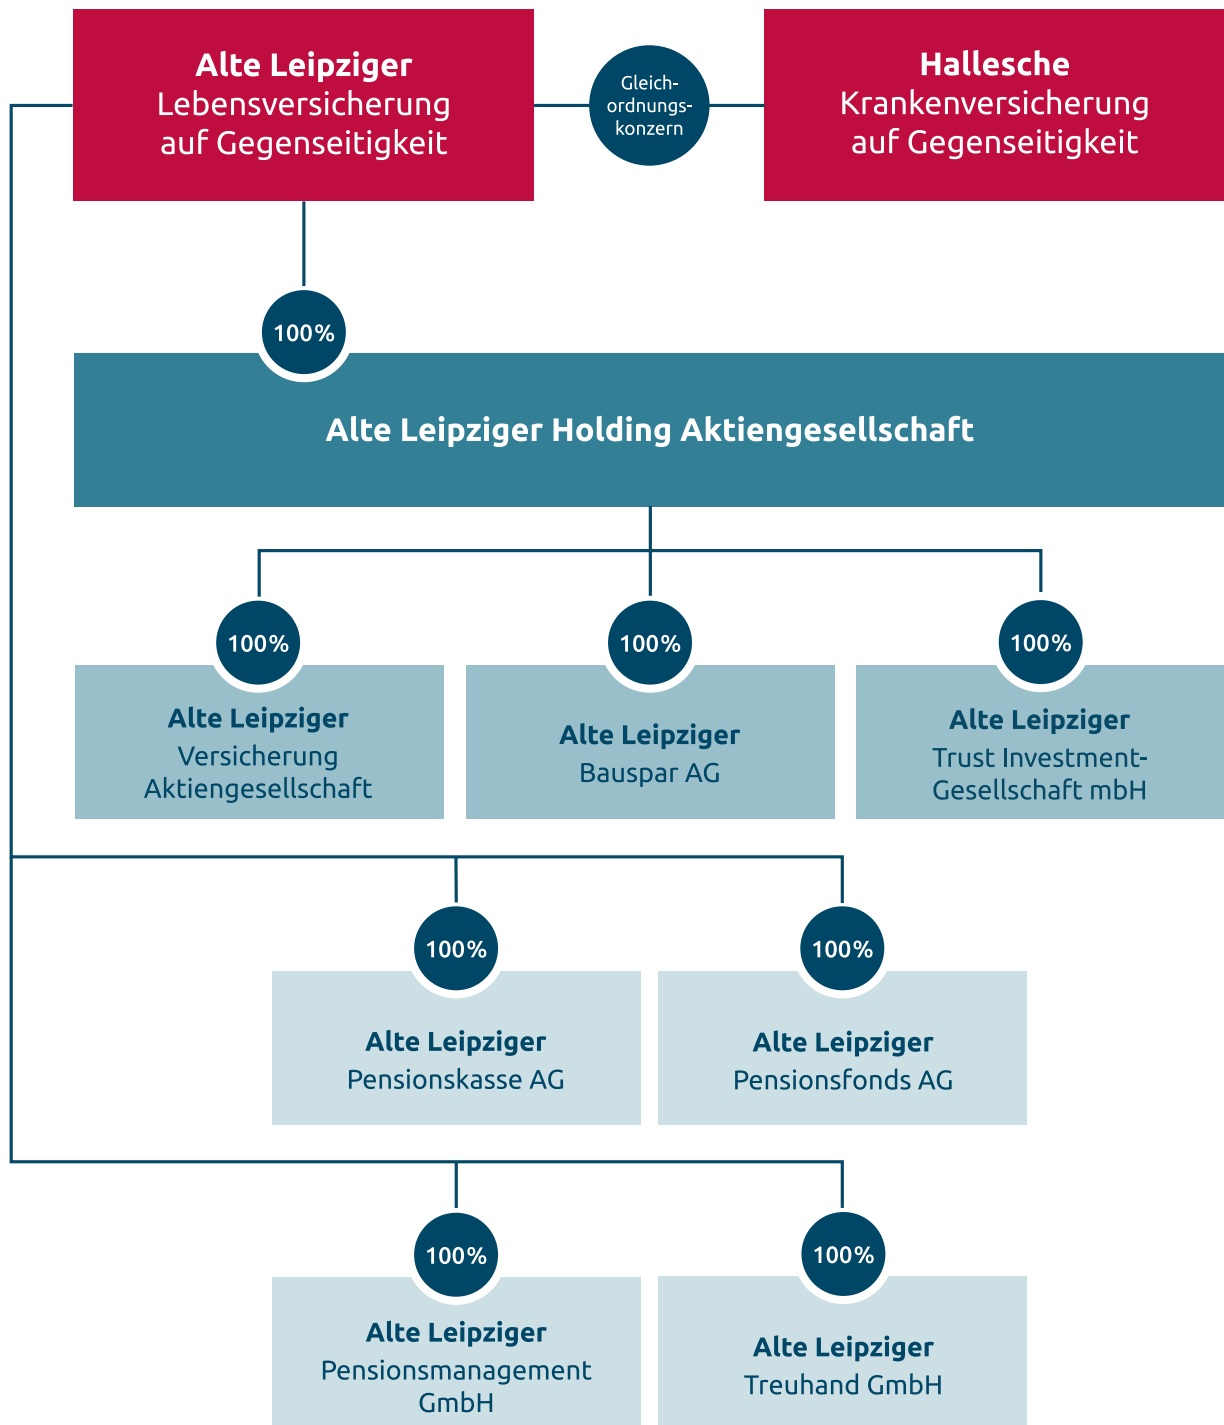 Alte Leipziger
Lebensversicherung
auf Gegenseitigkeit
Gleich-
ordnungs-
konzern
Hallesche
Krankenversicherung
auf Gegenseitigkeit
100%
Alte Leipziger Holding Aktiengesellschaft
100%
Alte Leipziger
Versicherung
Aktiengesellschaft
100%
Alte Leipziger
Bauspar AG
100%
Alte Leipziger
Trust Investment-
Gesellschaft mbH
100%
Alte Leipziger
Pensionskasse AG
100%
Alte Leipziger
Pensionsfonds AG
100%
Alte Leipziger
Pensionsmanagement
GmbH
100%
Alte Leipziger
Treuhand GmbH